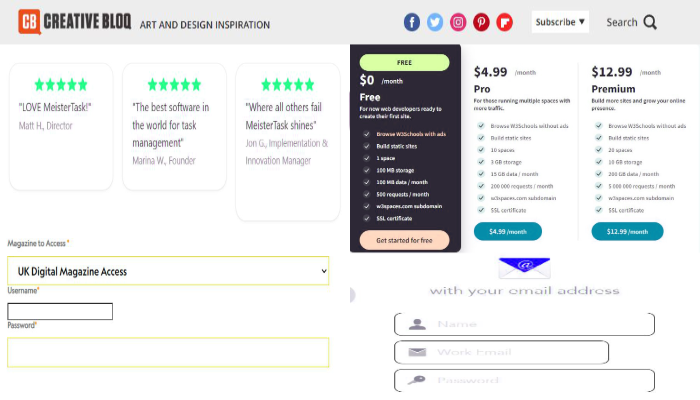 CB CREATIVE BLOQ ART AND DESIGN INSPIRATION
Subscribe ▼
Search
"LOVE MeisterTask!"
Matt H., Director
"The best software in
the world for task
management"
Marina W., Founder
"Where all others fail
MeisterTask shines"
Jon G., Implementation &
Innovation Manager
FREE
$0 /month
Free
For new web developers ready to
create their first site.
Browse W3Schools with ads
Build static sites
1 space
100 MB storage
100 MB data / month
500 requests / month
w3spaces.com subdomain
SSL certificate
Get started for free
$4.99 /month
Pro
For those running multiple spaces with
more traffic.
Browse W3Schools without ads
Build static sites
10 spaces
3 GB storage
15 GB data / month
200 000 requests / month
w3spaces.com subdomain
SSL certificate
$4.99 /month
$12.99 /month
Premium
Build more sites and grow your online
presence.
Browse W3Schools without ads
Build static sites
20 spaces
10 GB storage
200 GB data / month
5 000 000 requests / month
w3spaces.com subdomain
SSL certificate
$12.99 /month
Magazine to Access*
UK Digital Magazine Access
Username*
Password*
@
with your email address
Name
Work Email
Password